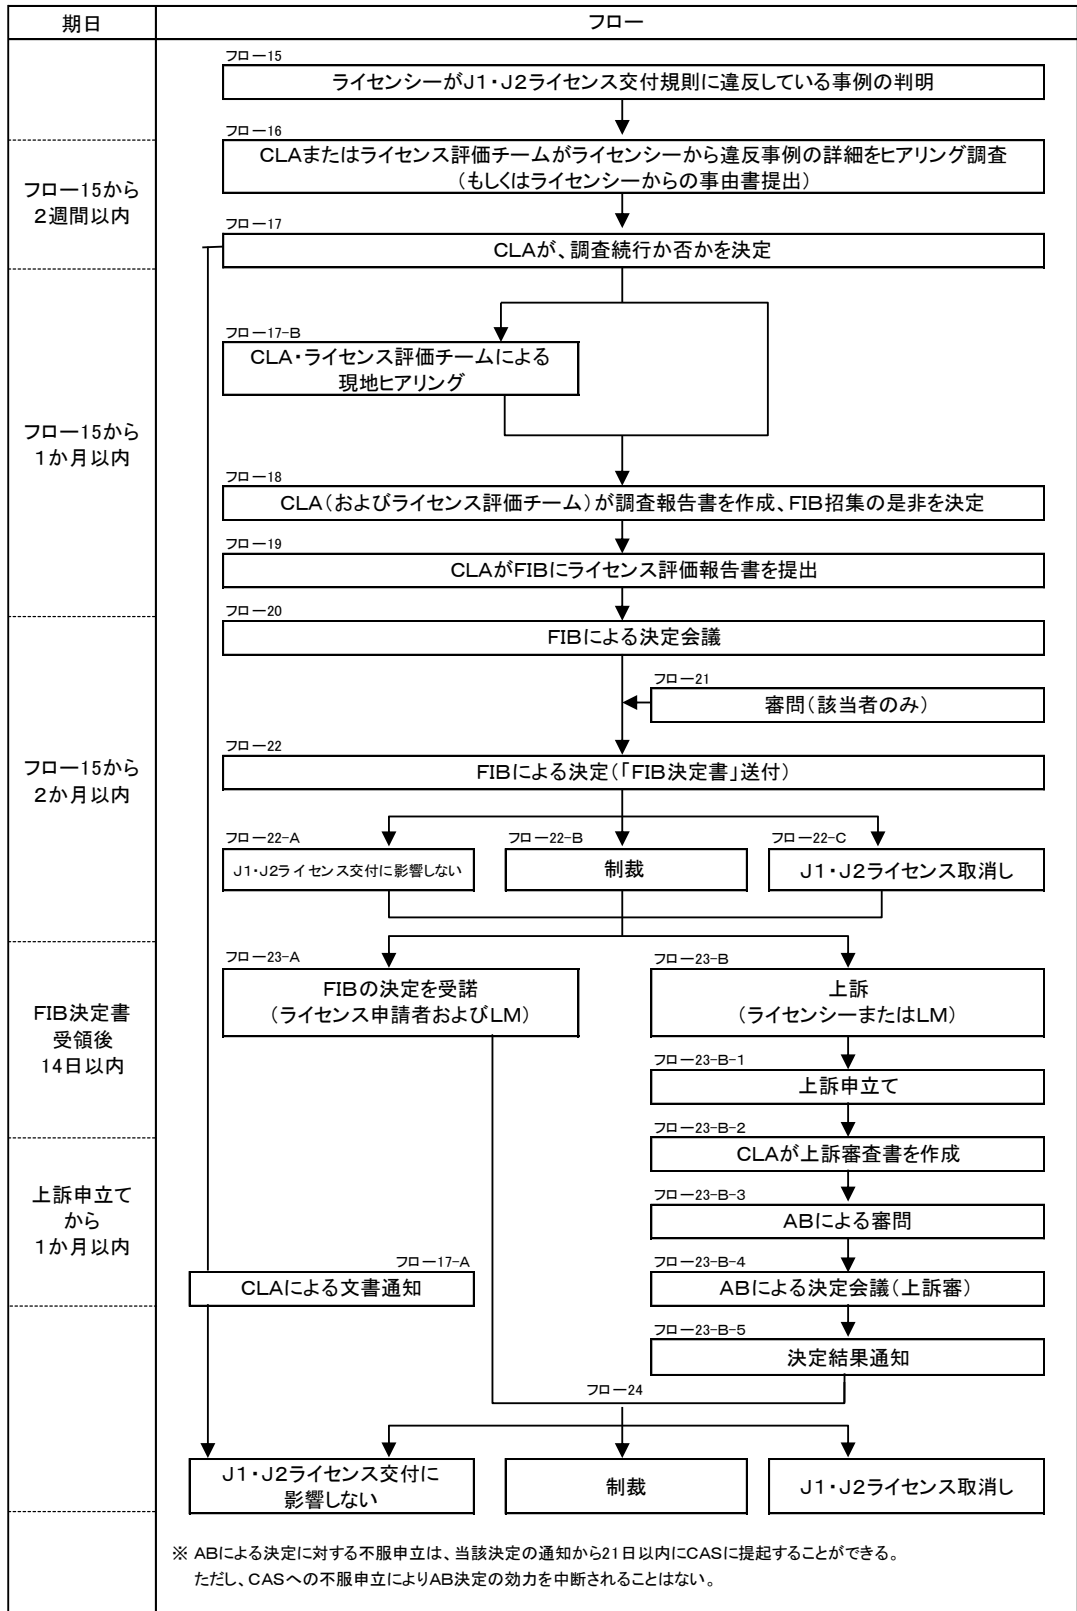 期日
フロー
フロー15
ライセンシーがJ1・J2ライセンス交付規則に違反している事例の判明
フロー15から
2週間以内
フロー16
CLAまたはライセンス評価チームがライセンシーから違反事例の詳細をヒアリング調査
（もしくはライセンシーからの事由書提出）
フロー17
CLAが、調査続行か否かを決定
フロー15から
1か月以内
フロー17-B
CLA・ライセンス評価チームによる
現地ヒアリング
フロー18
CLA（およびライセンス評価チーム）が調査報告書を作成、FIB招集の是非を決定
フロー19
CLAがFIBにライセンス評価報告書を提出
フロー15から
2か月以内
フロー20
FIBによる決定会議
フロー21
審問（該当者のみ）
フロー22
FIBによる決定（「FIB決定書」送付）
フロー22-A
J1・J2ライセンス交付に影響しない
フロー22-B
制裁
フロー22-C
J1・J2ライセンス取消し
FIB決定書
受領後
14日以内
フロー23-A
FIBの決定を受諾
（ライセンス申請者およびLM）
フロー23-B
上訴
（ライセンシーまたはLM）
フロー23-B-1
上訴申立て
上訴申立て
から
1か月以内
フロー23-B-2
CLAが上訴審査書を作成
フロー23-B-3
ABによる審問
フロー17-A
CLAによる文書通知
フロー23-B-4
ABによる決定会議（上訴審）
フロー23-B-5
決定結果通知
フロー24
J1・J2ライセンス交付に
影響しない
制裁
J1・J2ライセンス取消し
※ ABによる決定に対する不服申立は、当該決定の通知から21日以内にCASに提起することができる。
ただし、CASへの不服申立によりAB決定の効力を中断されることはない。